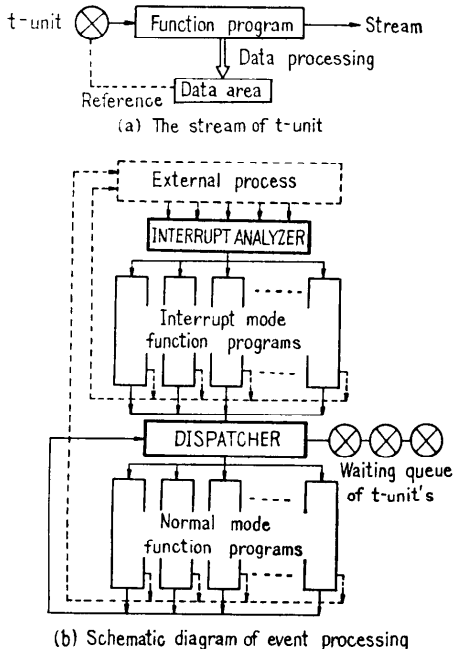 t-unit
Function program
Stream
Data processing
Reference
Data area
(a) The stream of t-unit
External process
INTERRUPT ANALYZER
Interrupt mode
function programs
DISPATCHER
Waiting queue
of t-unit's
Normal mode
function programs
(b) Schematic diagram of event processing